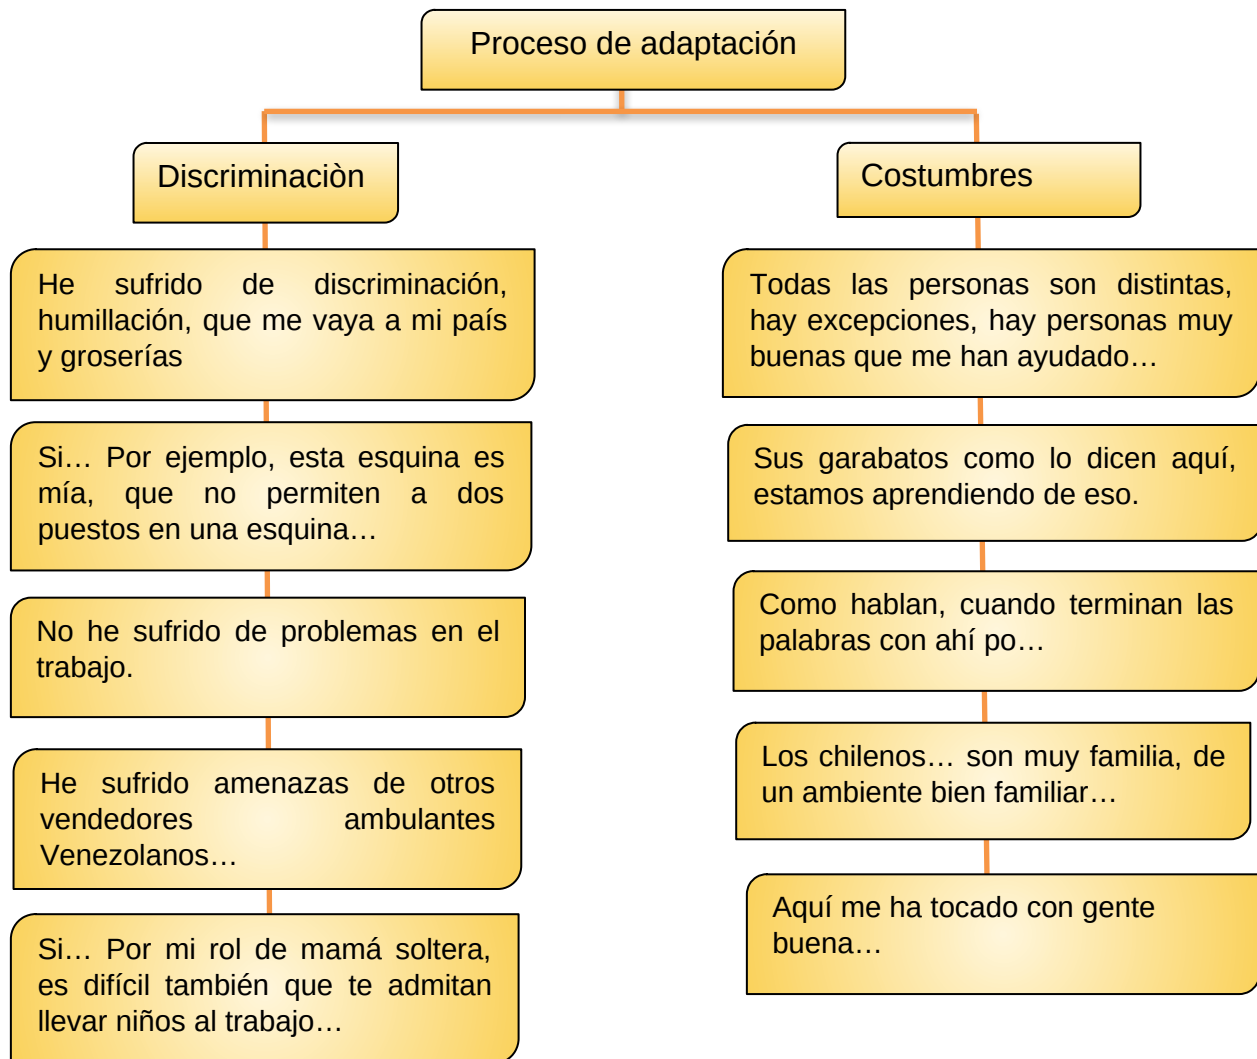 Proceso de adaptación
Discriminaciòn
He sufrido de discriminación,
humillación, que me vaya a mi país
y groserías
Si… Por ejemplo, esta esquina es
mía, que no permiten a dos
puestos en una esquina…
No he sufrido de problemas en el
trabajo.
He sufrido amenazas de otros
vendedores ambulantes
Venezolanos…
Si… Por mi rol de mamá soltera,
es difícil también que te admitan
llevar niños al trabajo…
Costumbres
Todas las personas son distintas,
hay excepciones, hay personas muy
buenas que me han ayudado…
Sus garabatos como lo dicen aquí,
estamos aprendiendo de eso.
Como hablan, cuando terminan las
palabras con ahí po…
Los chilenos… son muy familia, de
un ambiente bien familiar…
Aquí me ha tocado con gente
buena…